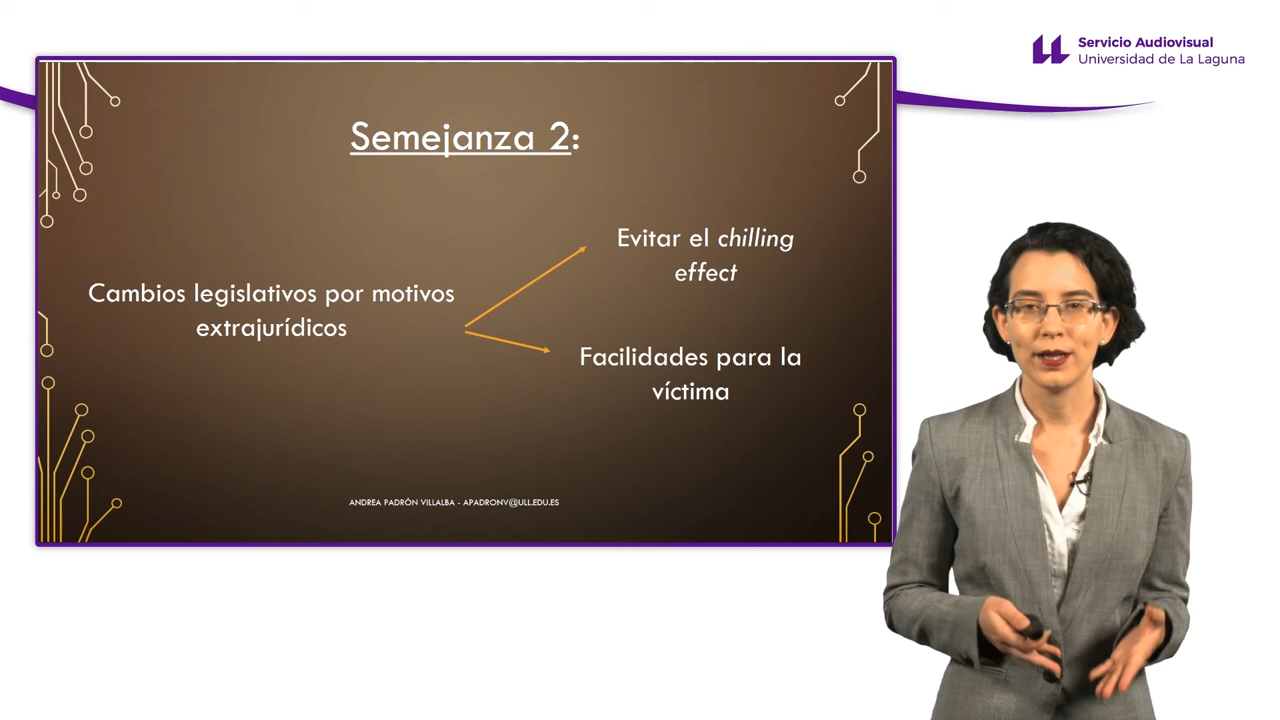 Servicio Audiovisual
Universidad de La Laguna
Semejanza 2:
Cambios legislativos por motivos
extrajurídicos
Evitar el chilling
effect
Facilidades para la
víctima
ANDREA PADRÓN VILLALBA - APADRONV@ULL.EDU.ES